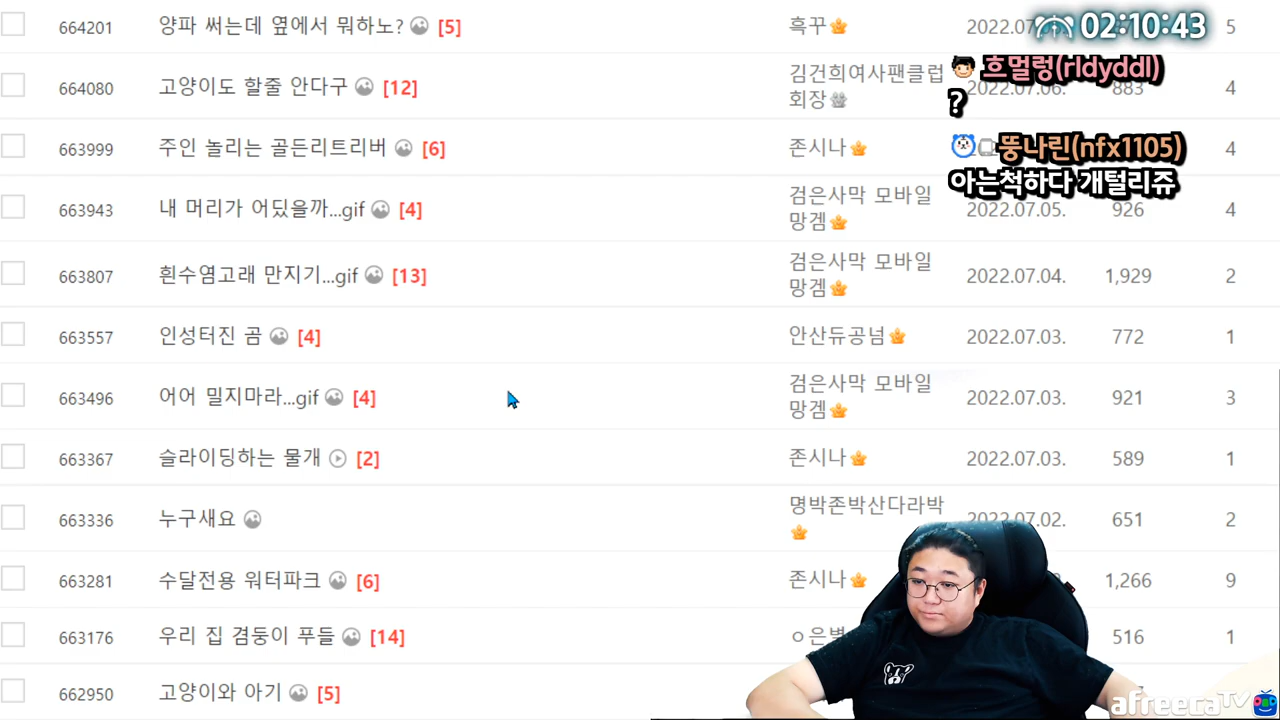 664201 양파 써는데 옆에서 뭐하노? [5] 흑꾸 2022.07 5
02:10:43
664080 고양이도 할줄 안다구 [12] 김건희여사팬클럽 2022.07.06. 883 4
회장
흐멀렁(rldyddl)
?
663999 주인 놀리는 골든리트리버 [6] 존시나 4
뚱나린(nfx1105)
아는척하다 개털리쥬
663943 내 머리가 어딨을까...gif [4] 검은사막 모바일 2022.07.05. 926 4
망겜
663807 흰수염고래 만지기...gif [13] 검은사막 모바일 2022.07.04. 1,929 2
망겜
663557 인성터진 곰 [4] 안산듀공넘 2022.07.03. 772 1
663496 어어 밀지마라...gif [4] 검은사막 모바일 2022.07.03. 921 3
망겜
663367 슬라이딩하는 물개 [2] 존시나 2022.07.03. 589 1
663336 누구새요 명박존박산다라박 2022.07.02. 651 2
663281 수달전용 워터파크 [6] 존시나 1,266 9
663176 우리 집 겸둥이 푸들 [14] ㅇ은별 516 1
662950 고양이와 아기 [5]
afreecaTV